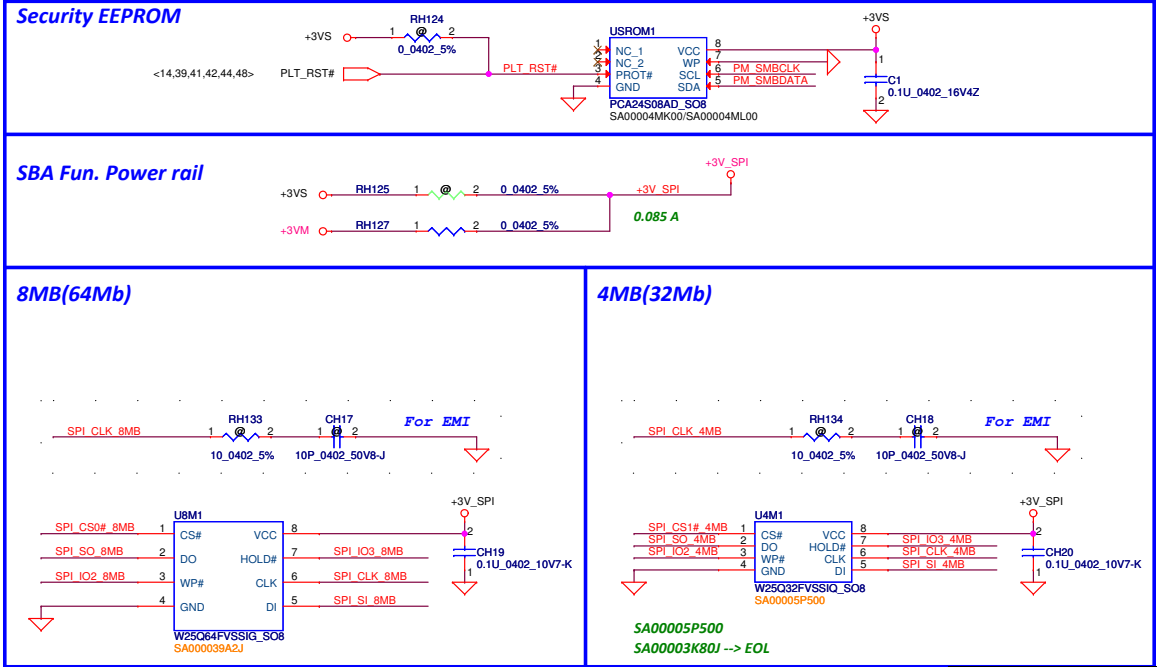 Security EEPROM
RH124
+3VS 1 @ 2
0_0402_5%
<14,39,41,42,44,48> PLT_RST# PLT_RST#
USROM1
1 NC_1 VCC 8
2 NC_2 WP 7
3 PROT# SCL 6 PM_SMBCLK
4 GND SDA 5 PM_SMBDATA
PCA24S08AD_SO8
SA00004MK00/SA00004ML00
+3VS
1
C1
0.1U_0402_16V4Z
2
SBA Fun. Power rail
+3V_SPI
+3VS RH125 1 @ 2 0_0402_5% +3V_SPI
0.085 A
+3VM RH127 1 2 0_0402_5%
8MB(64Mb)
RH133 CH17 For EMI
SPI_CLK_8MB 1 @ 2 1 @ 2
10_0402_5% 10P_0402_50V8-J
U8M1
SPI_CS0#_8MB 1 CS# VCC 8
SPI_SO_8MB 2 DO HOLD# 7 SPI_IO3_8MB
SPI_IO2_8MB 3 WP# CLK 6 SPI_CLK_8MB
4 GND DI 5 SPI_SI_8MB
W25Q64FVSSIG_SO8
SA000039A2J
+3V_SPI
2
CH19
0.1U_0402_10V7-K
1
4MB(32Mb)
RH134 CH18 For EMI
SPI_CLK_4MB 1 @ 2 1 @ 2
10_0402_5% 10P_0402_50V8-J
U4M1
SPI_CS1#_4MB 1 CS# VCC 8
SPI_SO_4MB 2 DO HOLD# 7 SPI_IO3_4MB
SPI_IO2_4MB 3 WP# CLK 6 SPI_CLK_4MB
4 GND DI 5 SPI_SI_4MB
W25Q32FVSSIQ_SO8
SA00005P500
+3V_SPI
2
CH20
0.1U_0402_10V7-K
1
SA00005P500
SA00003K80J --> EOL